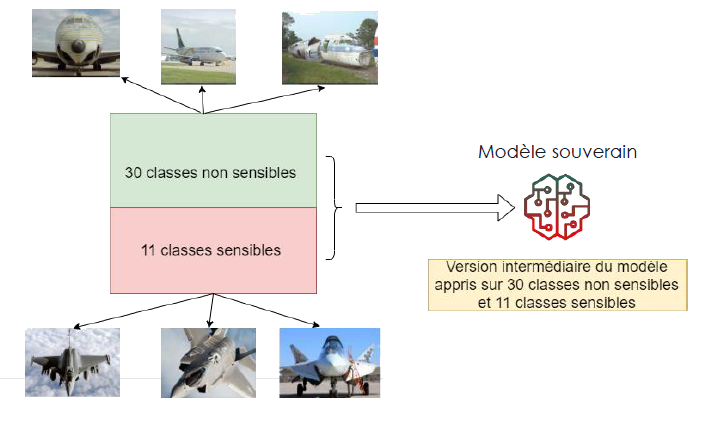 30 classes non sensibles
11 classes sensibles
Modèle souverain
Version intermédiaire du modèle
appris sur 30 classes non sensibles
et 11 classes sensibles